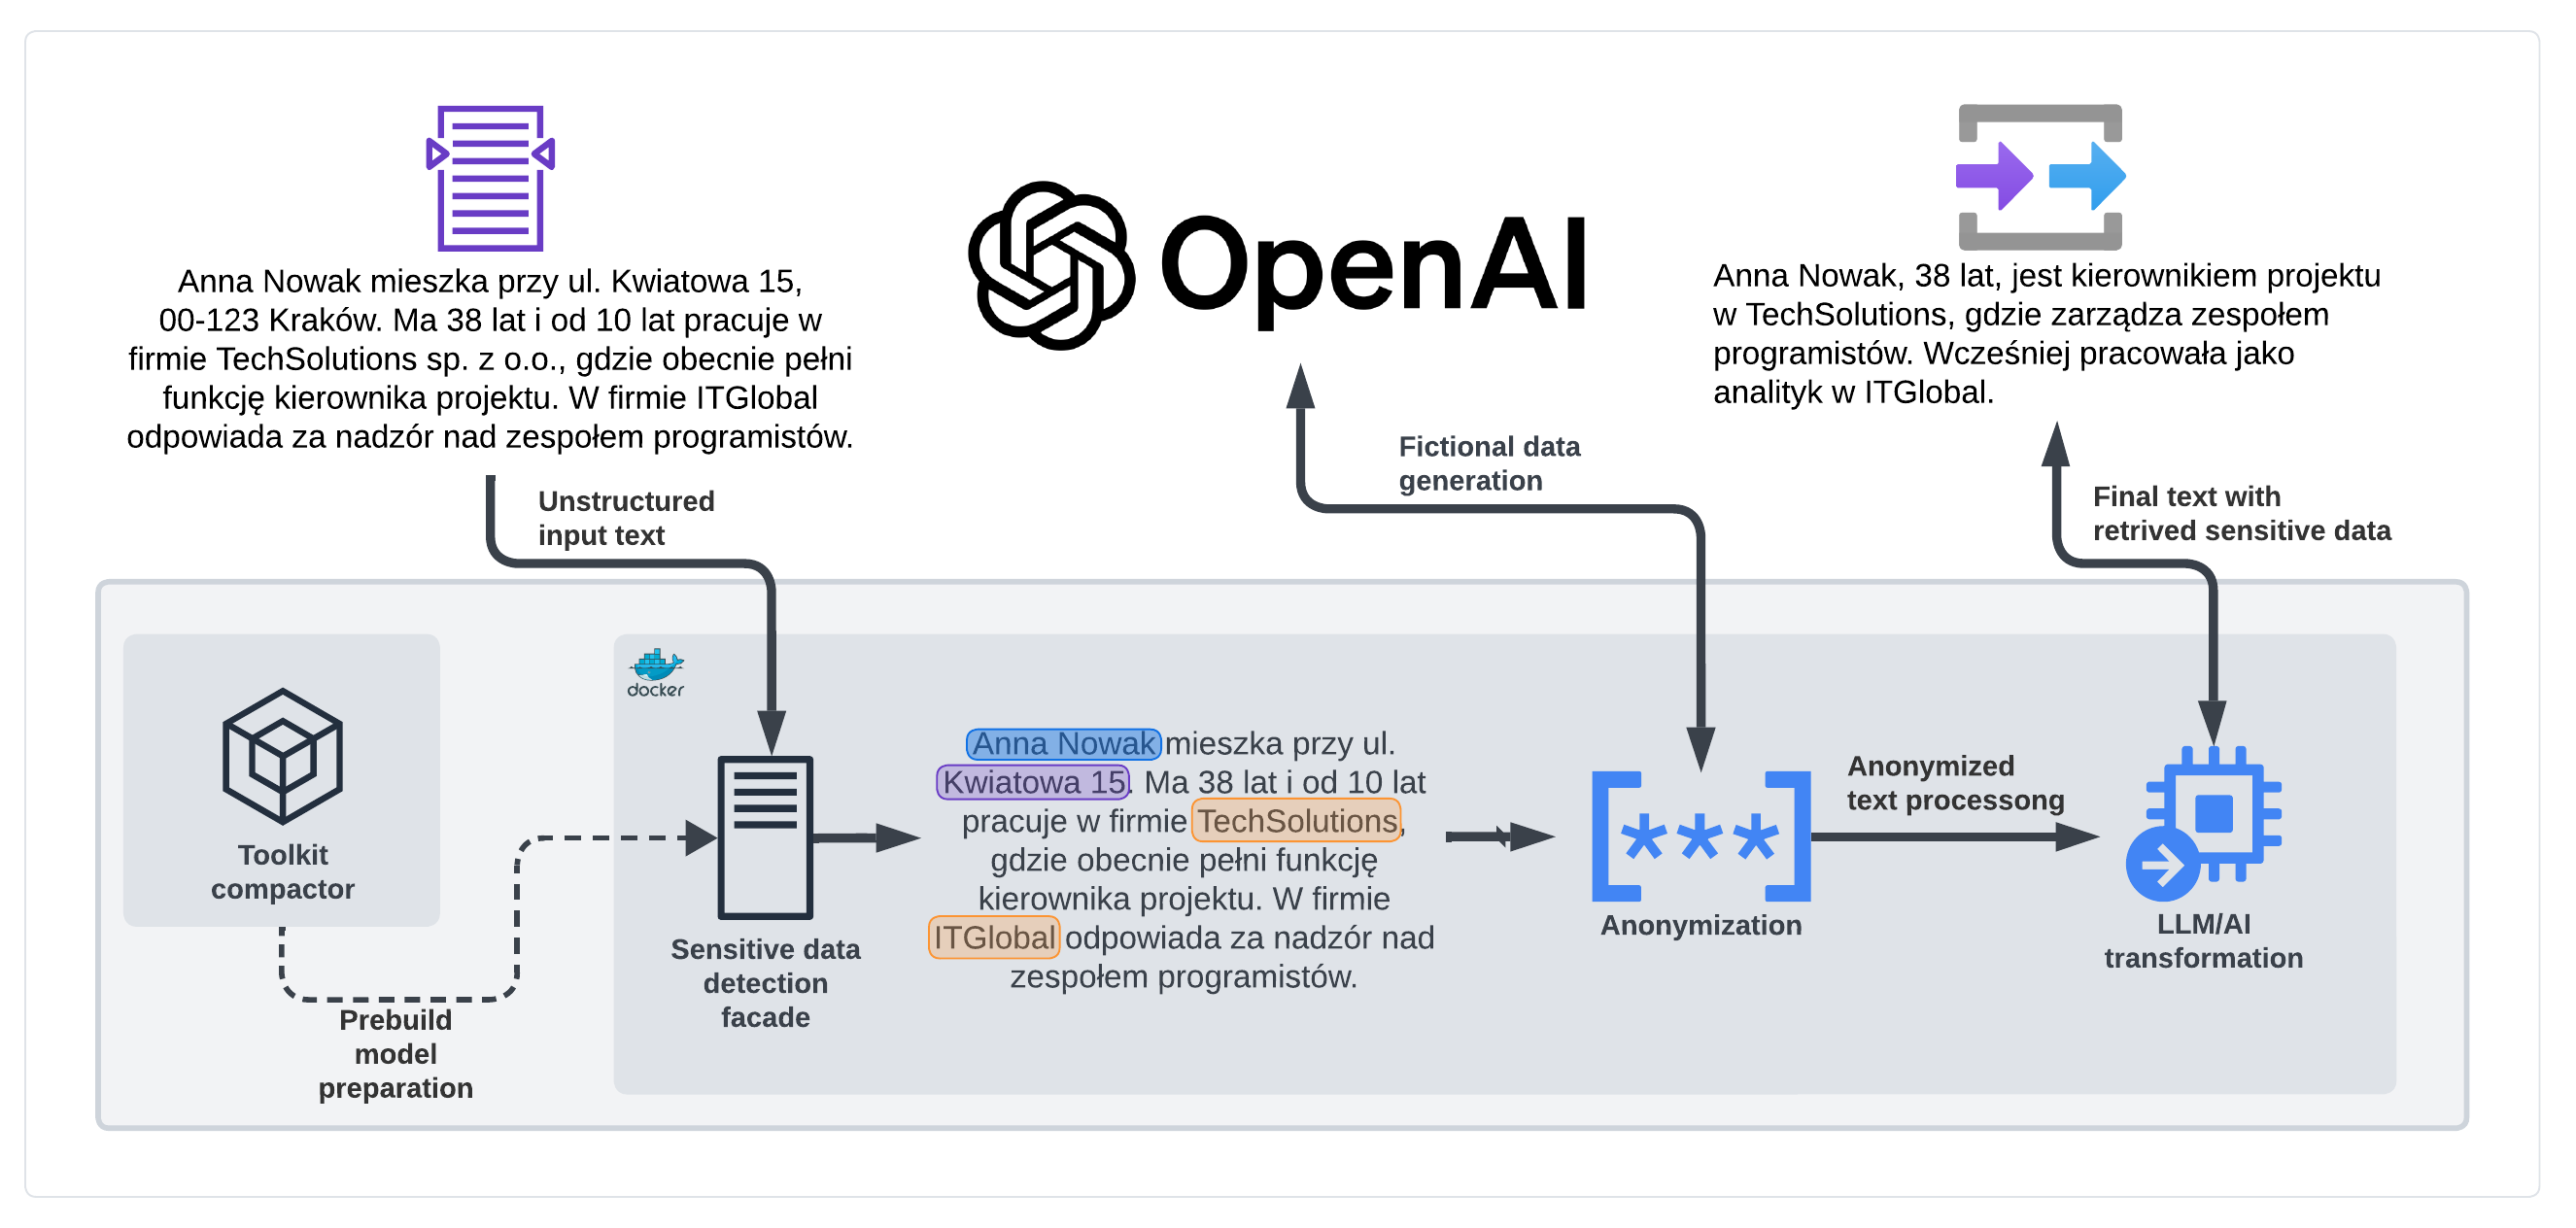 Anna Nowak mieszka przy ul. Kwiatowa 15,
00-123 Kraków. Ma 38 lat i od 10 lat pracuje w
firmie TechSolutions sp. z o.o., gdzie obecnie pełni
funkcję kierownika projektu. W firmie ITGlobal
odpowiada za nadzór nad zespołem programistów.
OpenAI
Anna Nowak, 38 lat, jest kierownikiem projektu
w TechSolutions, gdzie zarządza zespołem
programistów. Wcześniej pracowała jako
analityk w ITGlobal.
Unstructured
input text
Fictional data
generation
Final text with
retrived sensitive data
Toolkit
compactor
Prebuild
model
preparation
docker
Sensitive data
detection
facade
Anna Nowak mieszka przy ul.
Kwiatowa 15. Ma 38 lat i od 10 lat
pracuje w firmie TechSolutions,
gdzie obecnie pełni funkcję
kierownika projektu. W firmie
ITGlobal odpowiada za nadzór nad
zespołem programistów.
[***]
Anonymization
Anonymized
text processong
LLM/AI
transformation